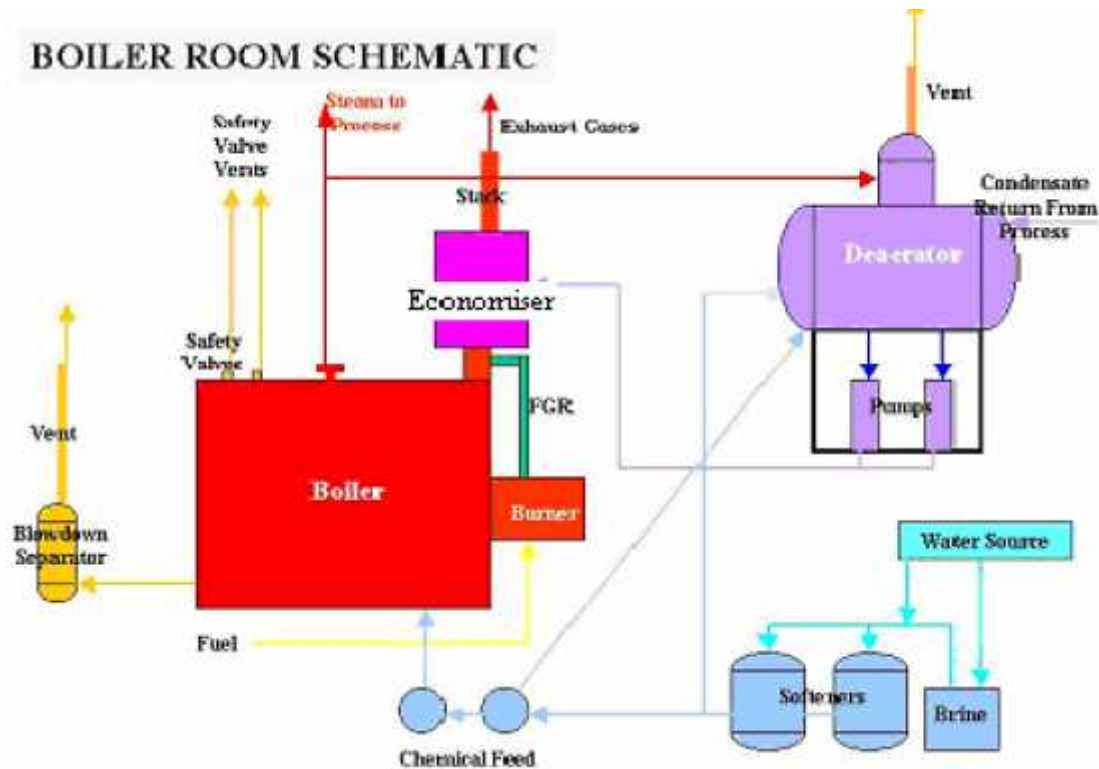 BOILER ROOM SCHEMATIC
Steam to
Process
Safety
Valve
Vents
Exhaust Gases
Vent
Stack
Condensate
Return From
Process
Deaerator
Economiser
Safety
Valves
FGR
Pumps
Vent
Boiler
Burner
Blowdown
Separator
Water Source
Fuel
Softeners
Brine
Chemical Feed